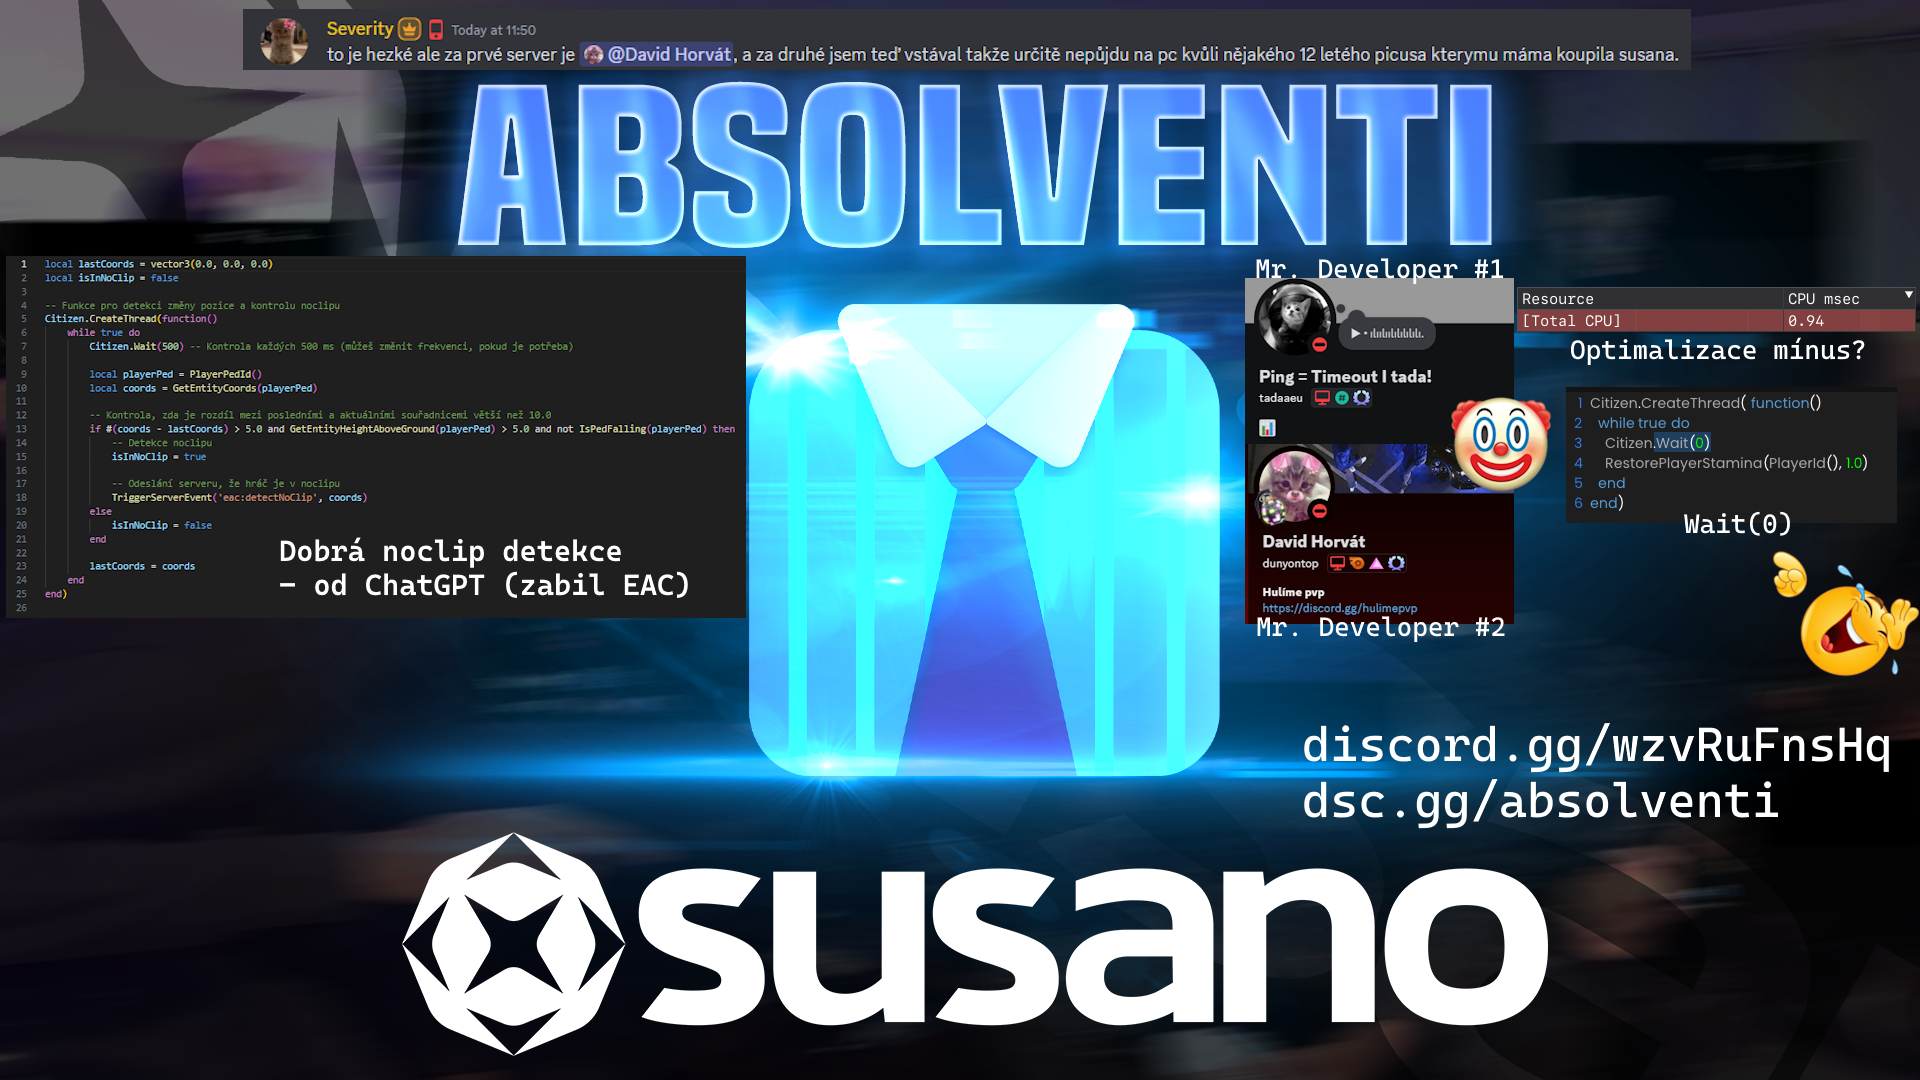 Severity Today at 11:50
to je hezké ale za prvé server je @David Horvát, a za druhé jsem teď vstával takže určitě nepůjdu na pc kvůli nějakého 12 letého picusa kterymu máma koupila susana.
ABSOLVENTI
1 local lastCoords = vector3(0.0, 0.0, 0.0)
2 local isInNoClip = false
3
4 -- Funkce pro detekci změny pozice a kontrolu noclipu
5 Citizen.CreateThread(function()
6 while true do
7 Citizen.Wait(500) -- Kontrola každých 500 ms (můžeš změnit frekvenci, pokud je potřeba)
8
9 local playerPed = PlayerPedId()
10 local coords = GetEntityCoords(playerPed)
11
12 -- Kontrola, zda je rozdíl mezi posledními a aktuálními souřadnicemi větší než 10.0
13 if #(coords - lastCoords) > 5.0 and GetEntityHeightAboveGround(playerPed) > 5.0 and not IsPedFalling(playerPed) then
14 -- Detekce noclipu
15 isInNoClip = true
16
17 -- Odeslání serveru, že hráč je v noclipu
18 TriggerServerEvent('eac:detectNoClip', coords)
19 else
20 isInNoClip = false
21 end
22
23 lastCoords = coords
24 end
25 end)
26
Dobrá noclip detekce
- od ChatGPT (zabil EAC)
Mr. Developer #1
Ping = Timeout I tada!
tadaaeu
David Horvát
dunyontop
Hulíme pvp
https://discord.gg/hulimepvp
Mr. Developer #2
Resource CPU msec
[Total CPU] 0.94
Optimalizace mínus?
1 Citizen.CreateThread( function()
2 while true do
3 Citizen.Wait(0)
4 RestorePlayerStamina(PlayerId(), 1.0)
5 end
6 end)
Wait(0)
discord.gg/wzvRuFnsHq
dsc.gg/absolventi
susano